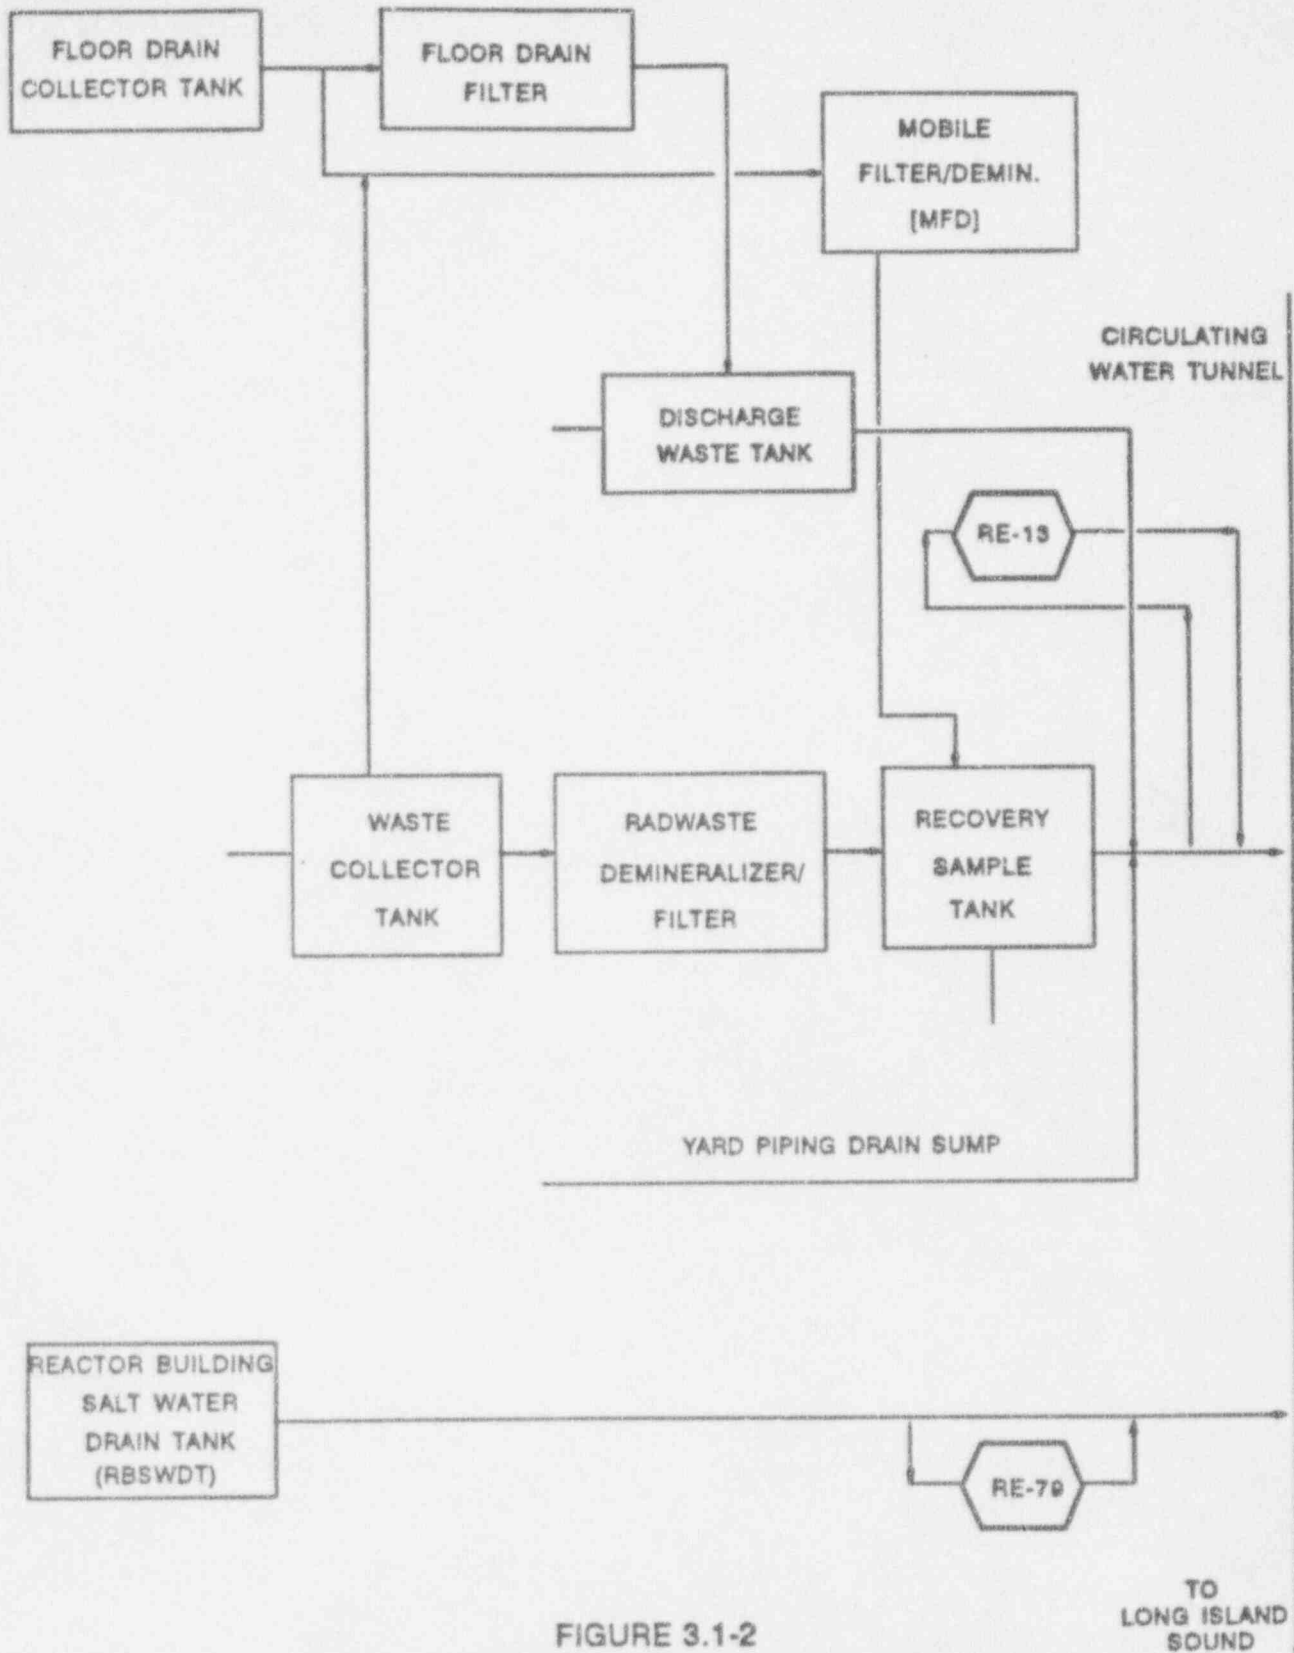 FLOOR DRAIN
COLLECTOR TANK
FLOOR DRAIN
FILTER
MOBILE
FILTER/DEMIN.
[MFD]
CIRCULATING
WATER TUNNEL
DISCHARGE
WASTE TANK
RE-13
WASTE
COLLECTOR
TANK
RADWASTE
DEMINERALIZER/
FILTER
RECOVERY
SAMPLE
TANK
YARD PIPING DRAIN SUMP
REACTOR BUILDING
SALT WATER
DRAIN TANK
(RBSWDT)
RE-79
TO
LONG ISLAND
SOUND
FIGURE 3.1-2